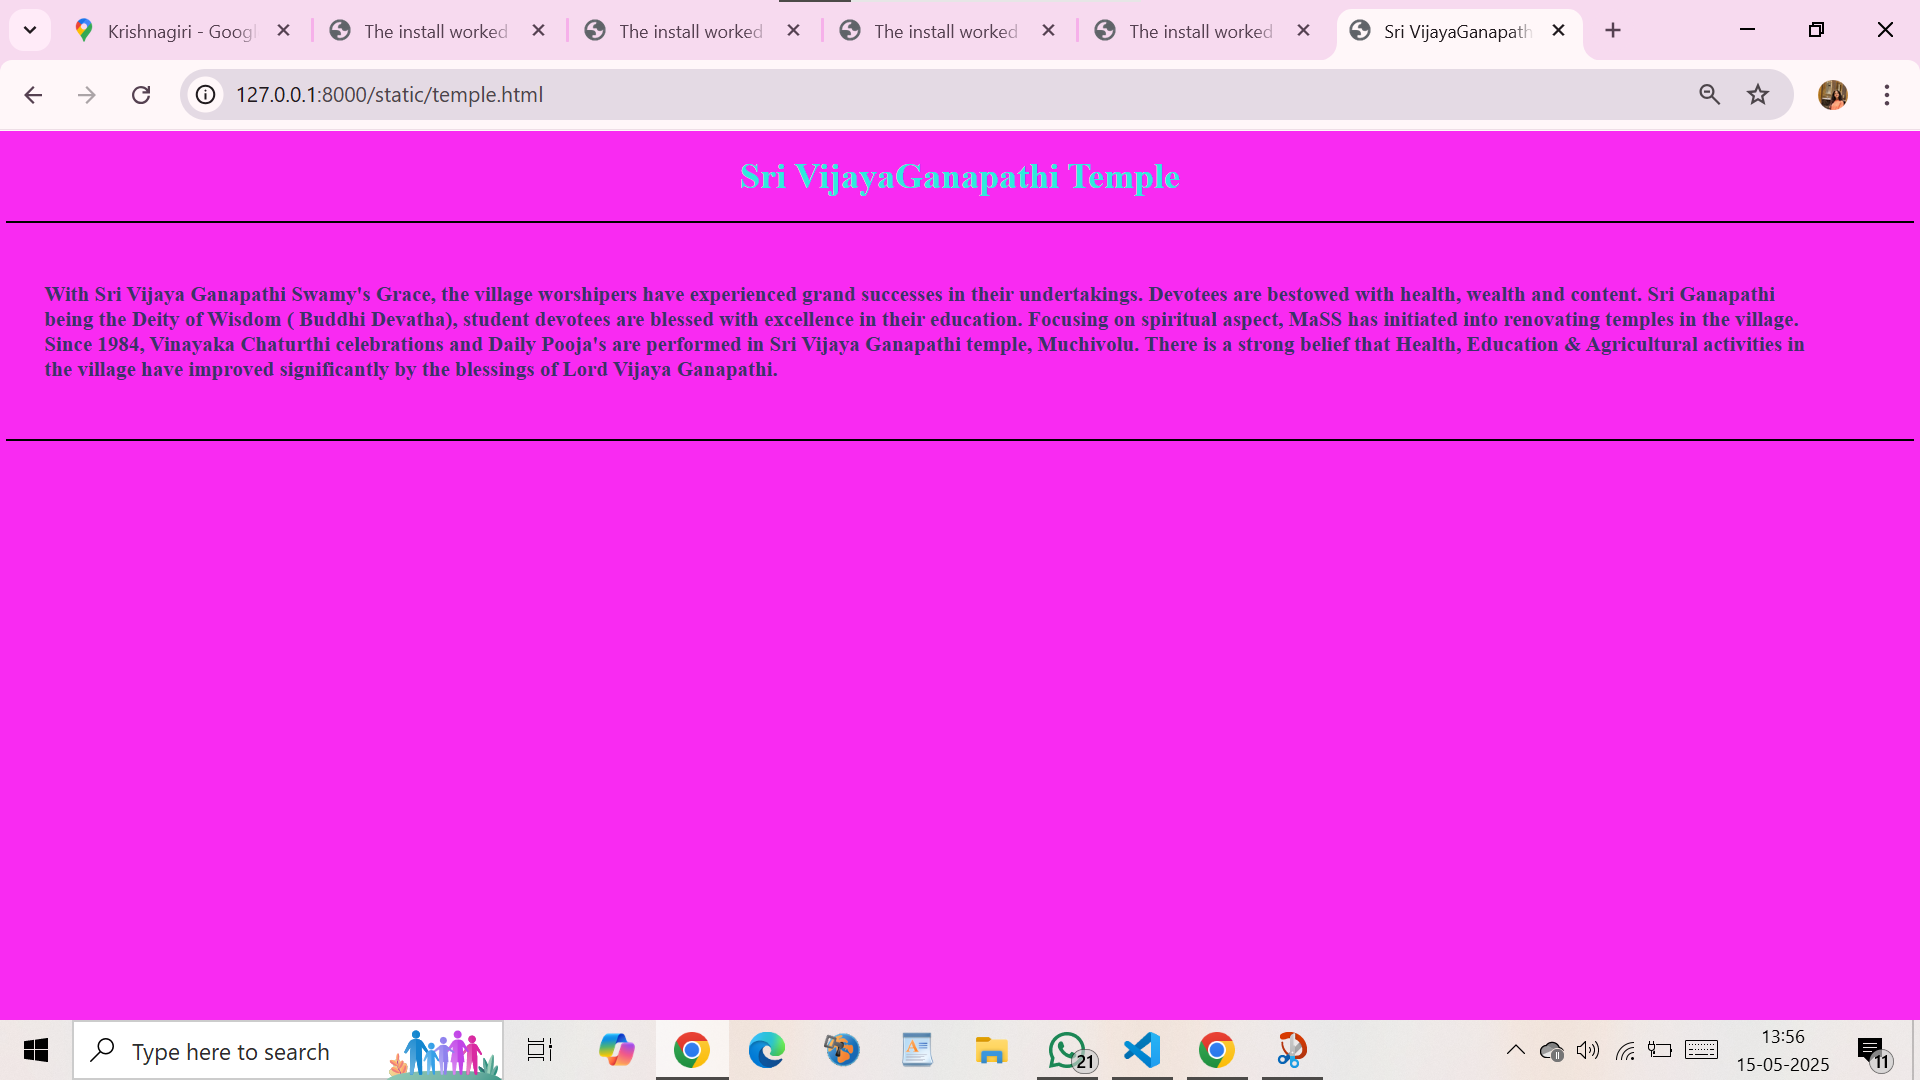 Krishnagiri - Googl
The install worked
The install worked
The install worked
The install worked
Sri VijayaGanapath
127.0.0.1:8000/static/temple.html
Sri VijayaGanapathi Temple
With Sri Vijaya Ganapathi Swamy's Grace, the village worshipers have experienced grand successes in their undertakings. Devotees are bestowed with health, wealth and content. Sri Ganapathi
being the Deity of Wisdom ( Buddhi Devatha), student devotees are blessed with excellence in their education. Focusing on spiritual aspect, MaSS has initiated into renovating temples in the village.
Since 1984, Vinayaka Chaturthi celebrations and Daily Pooja's are performed in Sri Vijaya Ganapathi temple, Muchivolu. There is a strong belief that Health, Education & Agricultural activities in
the village have improved significantly by the blessings of Lord Vijaya Ganapathi.
Type here to search
21
13:56
15-05-2025
11